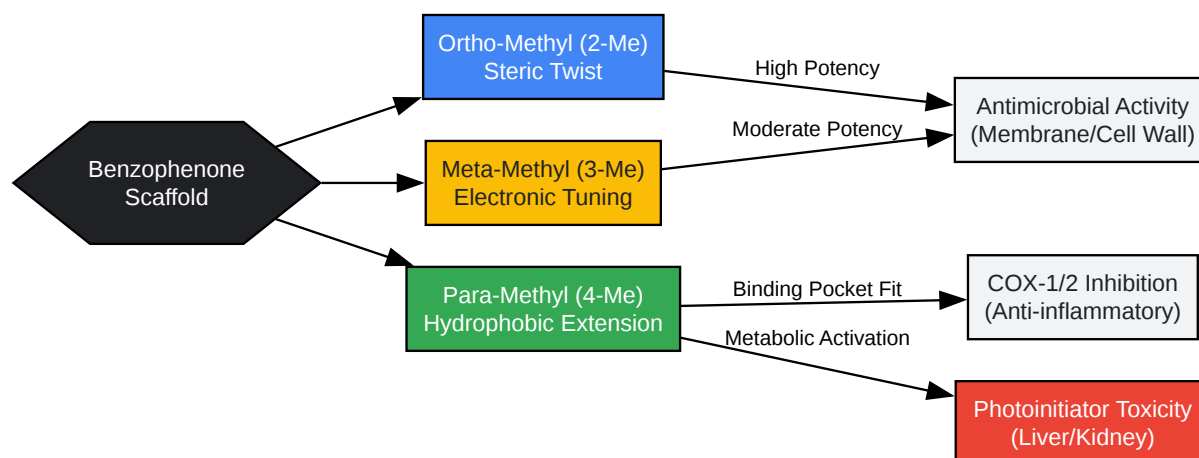 Benzophenone
Scaffold
Ortho-Methyl (2-Me)
Steric Twist
Meta-Methyl (3-Me)
Electronic Tuning
Para-Methyl (4-Me)
Hydrophobic Extension
High Potency
Moderate Potency
Binding Pocket Fit
Metabolic Activation
Antimicrobial Activity
(Membrane/Cell Wall)
COX-1/2 Inhibition
(Anti-inflammatory)
Photoinitiator Toxicity
(Liver/Kidney)